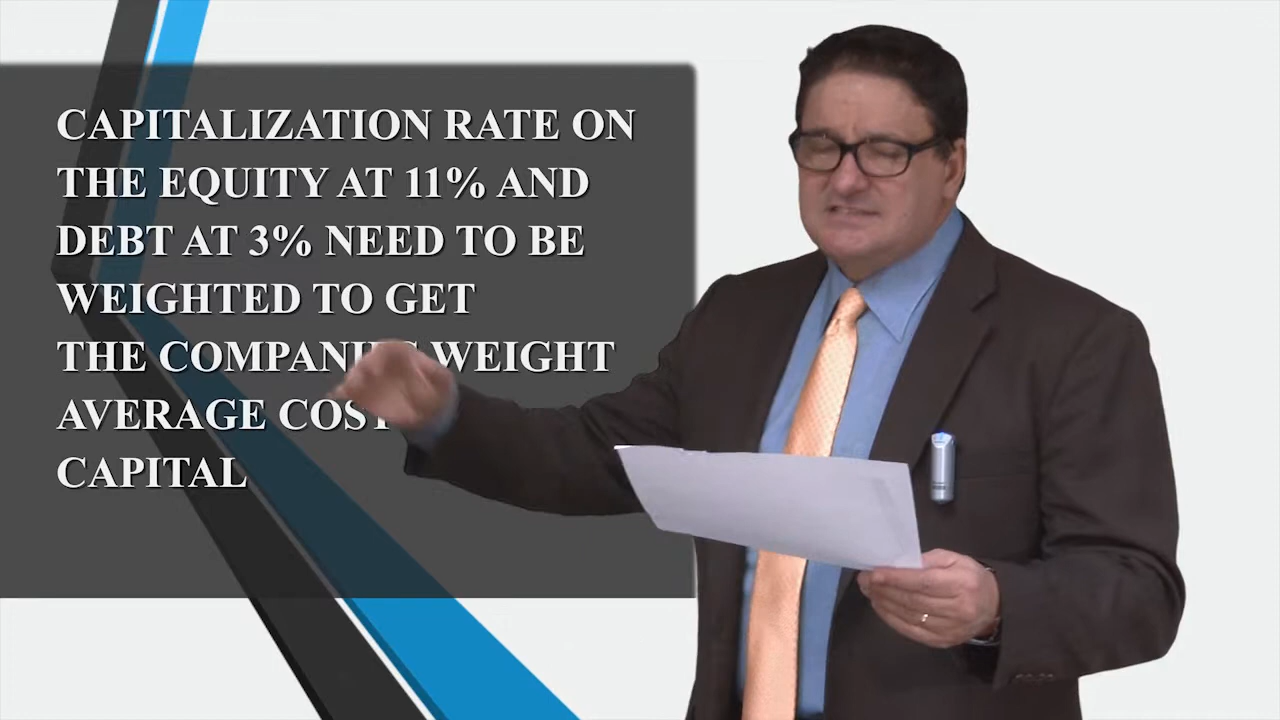 CAPITALIZATION RATE ON
THE EQUITY AT 11% AND
DEBT AT 3% NEED TO BE
WEIGHTED TO GET
THE WEIGHT
AVERAGE COST
CAPITAL